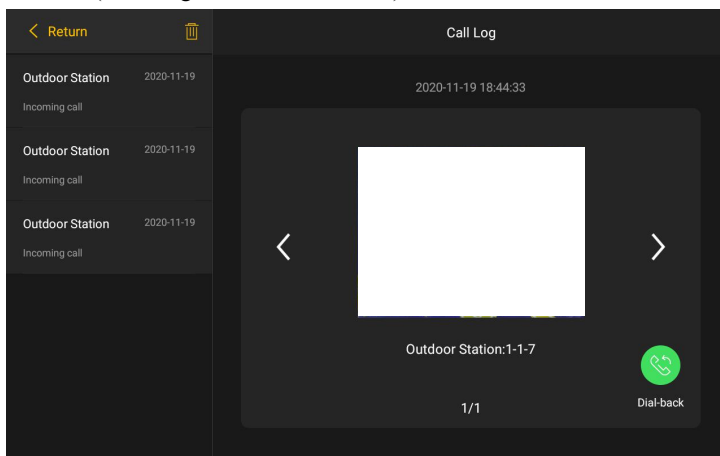 Return
Call Log
Outdoor Station 2020-11-19
Incoming call
Outdoor Station 2020-11-19
Incoming call
Outdoor Station 2020-11-19
Incoming call
2020-11-19 18:44:33
Outdoor Station:1-1-7
1/1
Dial-back